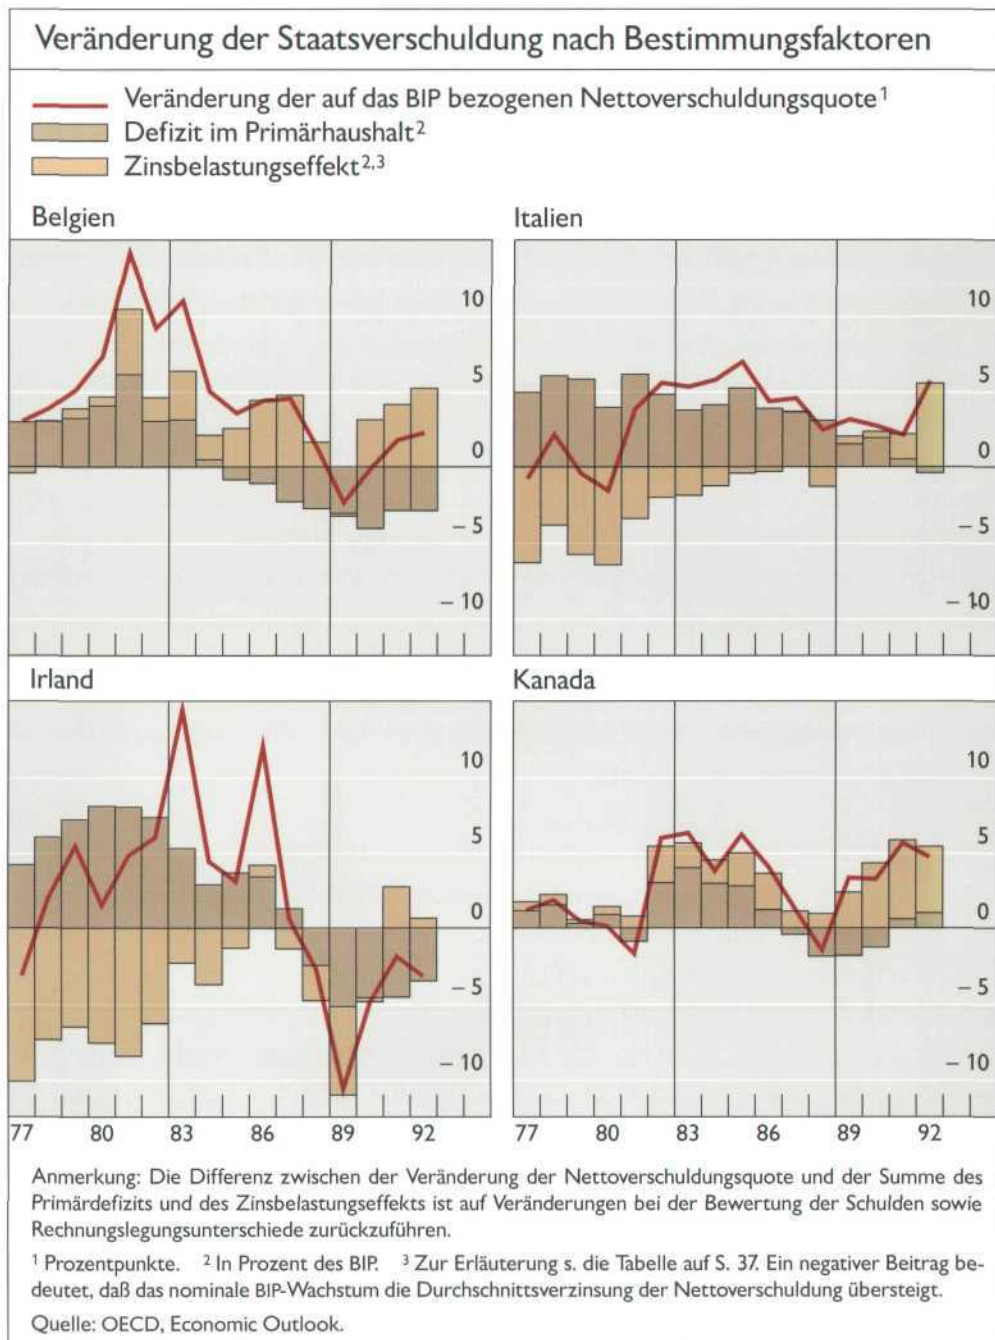 Veränderung der Staatsverschuldung nach Bestimmungsfaktoren
Veränderung der auf das BIP bezogenen Nettoverschuldungsquote¹
Defizit im Primärhaushalt²
Zinsbelastungseffekt²,³
Belgien
10
5
0
– 5
– 10
Italien
10
5
0
– 5
– 10
Irland
10
5
0
– 5
– 10
77 80 83 86 89 92
Kanada
10
5
0
– 5
– 10
77 80 83 86 89 92
Anmerkung: Die Differenz zwischen der Veränderung der Nettoverschuldungsquote und der Summe des
Primärdefizits und des Zinsbelastungseffekts ist auf Veränderungen bei der Bewertung der Schulden sowie
Rechnungslegungsunterschiede zurückzuführen.
¹ Prozentpunkte. ² In Prozent des BIP. ³ Zur Erläuterung s. die Tabelle auf S. 37. Ein negativer Beitrag be-
deutet, daß das nominale BIP-Wachstum die Durchschnittsverzinsung der Nettoverschuldung übersteigt.
Quelle: OECD, Economic Outlook.